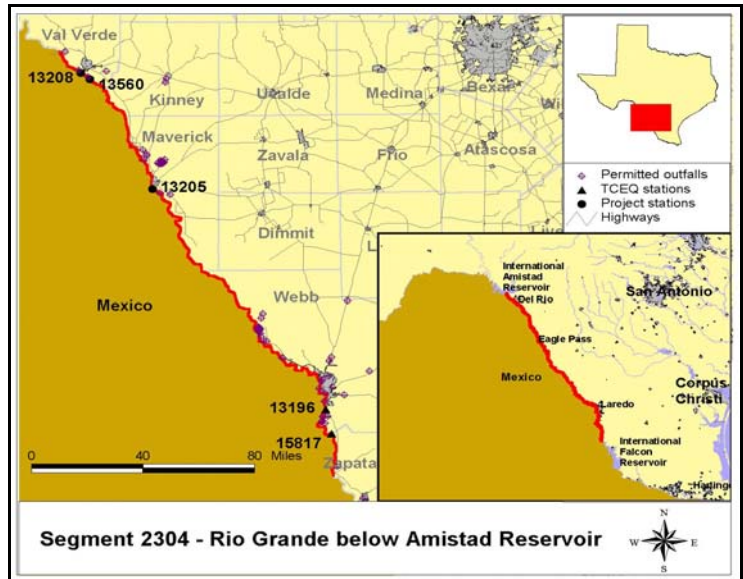 Val Verde
13208
13560
Kinney
Uvalde
Medina
Bexar
Maverick
Zavala
Frio
Atascosa
13205
Dimmit
Mexico
Webb
13196
15817
Zapata
0 40 80
Miles
Permitted outfalls
TCEQ stations
Project stations
Highways
International
Amistad
Reservoir
Del Rio
San Antonio
Eagle Pass
Mexico
Corpus
Christi
Laredo
International
Falcon
Reservoir
Segment 2304 - Rio Grande below Amistad Reservoir
N
W E
S